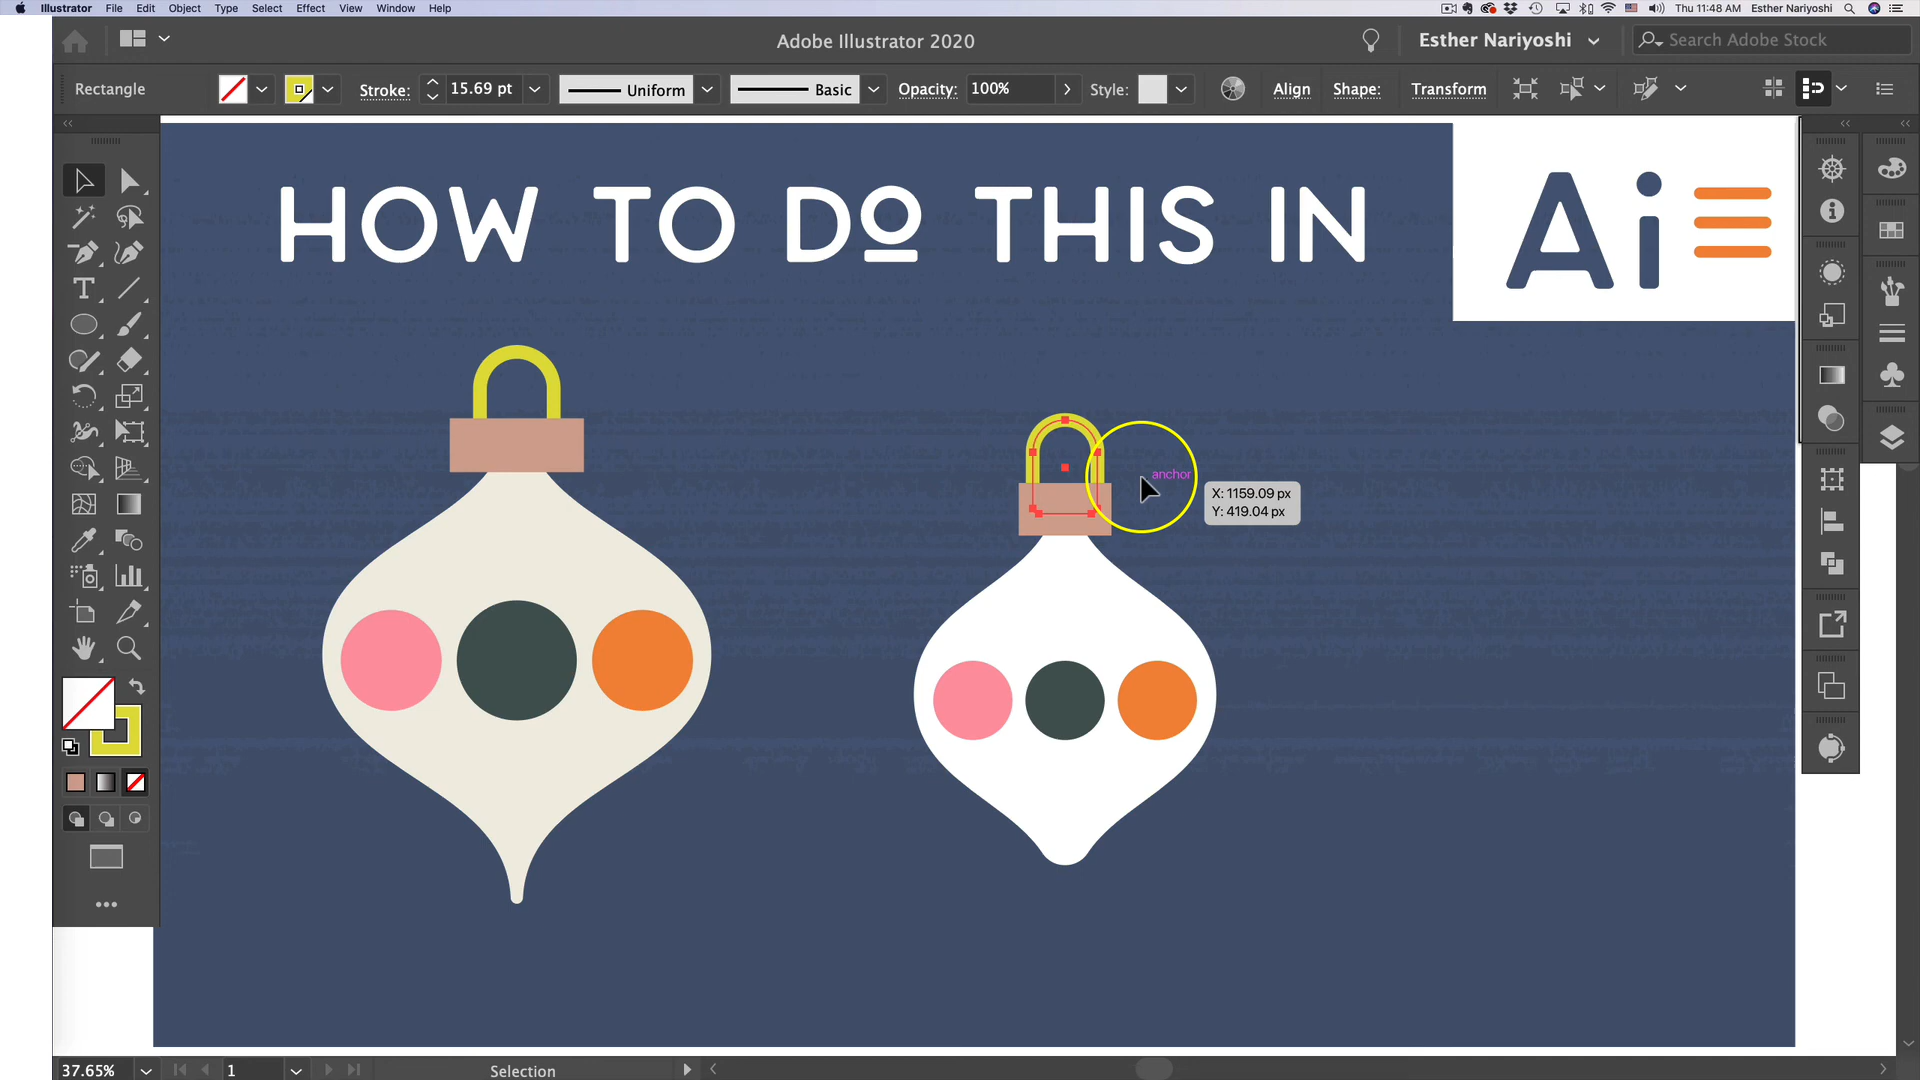 Illustrator File Edit Object Type Select Effect View Window Help
Thu 11:48 AM Esther Nariyoshi
Adobe Illustrator 2020
Esther Nariyoshi
Search Adobe Stock
Rectangle
Stroke: 15.69 pt
Uniform
Basic
Opacity: 100%
Style:
Align
Shape:
Transform
HOW TO DO THIS IN
Ai
anchor
X: 1159.09 px
Y: 419.04 px
37.65%
1
Selection